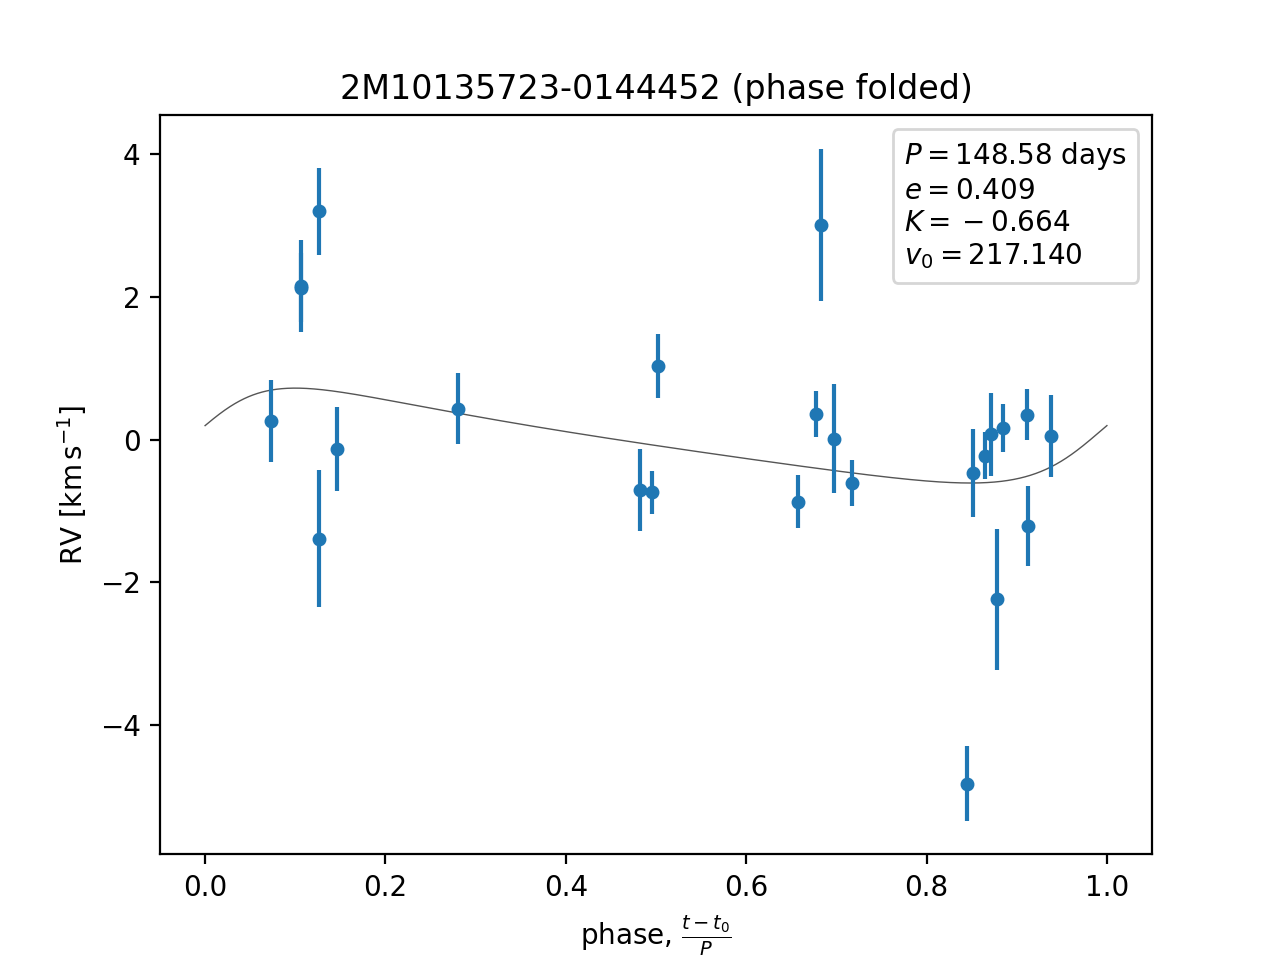 2M10135723-0144452 (phase folded)
P = 148.58 days
e = 0.409
K = −0.664
v₀ = 217.140
RV [km s⁻¹]
4
2
0
−2
−4
0.0 0.2 0.4 0.6 0.8 1.0
phase, (t − t₀)/P